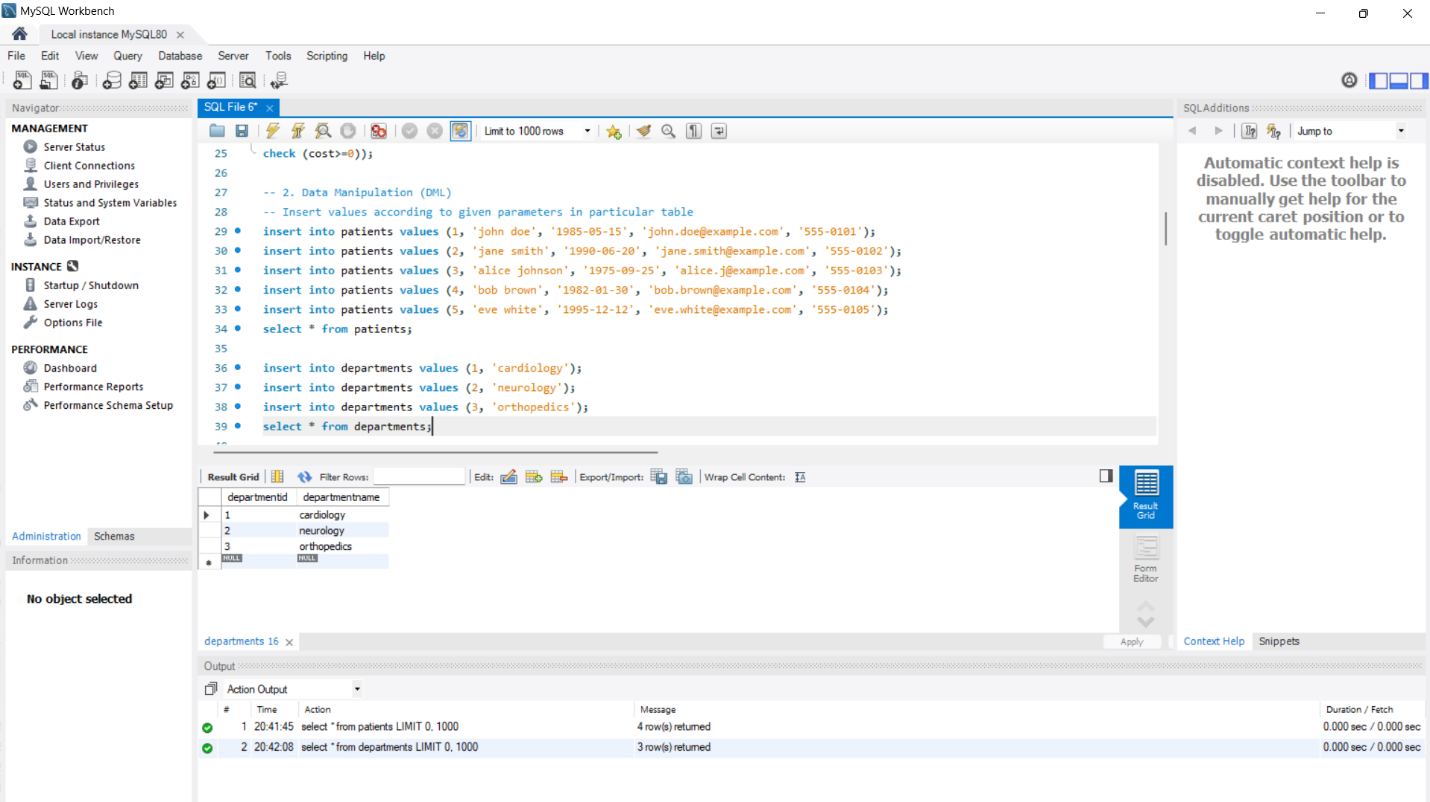 MySQL Workbench
Local instance MySQL80
File Edit View Query Database Server Tools Scripting Help
Navigator
MANAGEMENT
Server Status
Client Connections
Users and Privileges
Status and System Variables
Data Export
Data Import/Restore
INSTANCE
Startup / Shutdown
Server Logs
Options File
PERFORMANCE
Dashboard
Performance Reports
Performance Schema Setup
Administration Schemas
Information
No object selected
SQL File 6*
Limit to 1000 rows
25 check (cost>=0));
26
27 -- 2. Data Manipulation (DML)
28 -- Insert values according to given parameters in particular table
29 insert into patients values (1, 'john doe', '1985-05-15', 'john.doe@example.com', '555-0101');
30 insert into patients values (2, 'jane smith', '1990-06-20', 'jane.smith@example.com', '555-0102');
31 insert into patients values (3, 'alice johnson', '1975-09-25', 'alice.j@example.com', '555-0103');
32 insert into patients values (4, 'bob brown', '1982-01-30', 'bob.brown@example.com', '555-0104');
33 insert into patients values (5, 'eve white', '1995-12-12', 'eve.white@example.com', '555-0105');
34 select * from patients;
35
36 insert into departments values (1, 'cardiology');
37 insert into departments values (2, 'neurology');
38 insert into departments values (3, 'orthopedics');
39 select * from departments;
Result Grid Filter Rows: Edit: Export/Import: Wrap Cell Content:
departmentid departmentname
1 cardiology
2 neurology
3 orthopedics
NULL NULL
Result
Grid
Form
Editor
departments 16
Apply
SQLAdditions
Jump to
Automatic context help is
disabled. Use the toolbar to
manually get help for the
current caret position or to
toggle automatic help.
Context Help Snippets
Output
Action Output
# Time Action Message Duration / Fetch
1 20:41:45 select * from patients LIMIT 0, 1000 4 row(s) returned 0.000 sec / 0.000 sec
2 20:42:08 select * from departments LIMIT 0, 1000 3 row(s) returned 0.000 sec / 0.000 sec